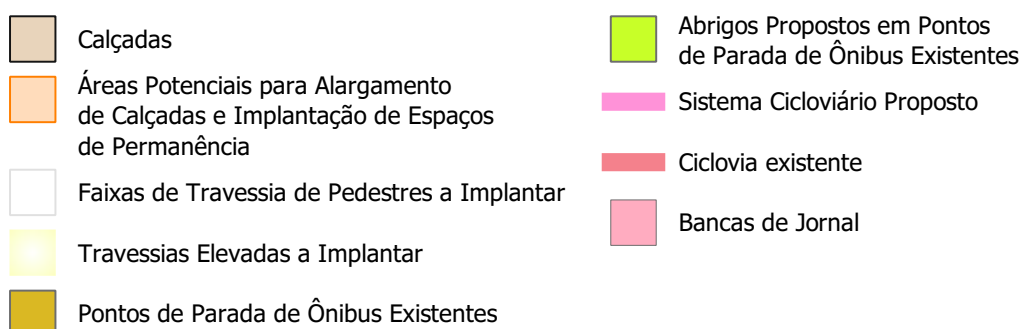 Calçadas
Áreas Potenciais para Alargamento
de Calçadas e Implantação de Espaços
de Permanência
Faixas de Travessia de Pedestres a Implantar
Travessias Elevadas a Implantar
Pontos de Parada de Ônibus Existentes
Abrigos Propostos em Pontos
de Parada de Ônibus Existentes
Sistema Cicloviário Proposto
Ciclovia existente
Bancas de Jornal